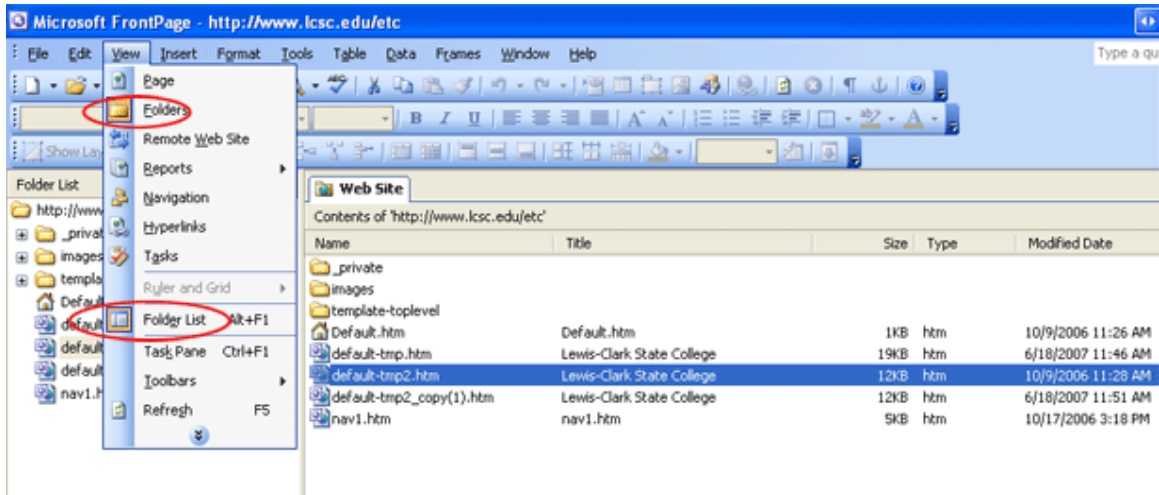 Microsoft FrontPage - http://www.lcsc.edu/etc
File Edit View Insert Format Tools Table Data Frames Window Help
Type a qu
Page
Folders
Remote Web Site
Reports
Navigation
Hyperlinks
Tasks
Ruler and Grid
Folder List Alt+F1
Task Pane Ctrl+F1
Toolbars
Refresh F5
Show Lay
B I U
Folder List
http://www
_privat
images
templa
Default
default
default
default
nav1.h
Web Site
Contents of 'http://www.lcsc.edu/etc'
Name Title Size Type Modified Date
_private
images
template-toplevel
Default.htm Default.htm 1KB htm 10/9/2006 11:26 AM
default-tmp.htm Lewis-Clark State College 19KB htm 6/18/2007 11:46 AM
default-tmp2.htm Lewis-Clark State College 12KB htm 10/9/2006 11:28 AM
default-tmp2_copy(1).htm Lewis-Clark State College 12KB htm 6/18/2007 11:51 AM
nav1.htm nav1.htm 5KB htm 10/17/2006 3:18 PM